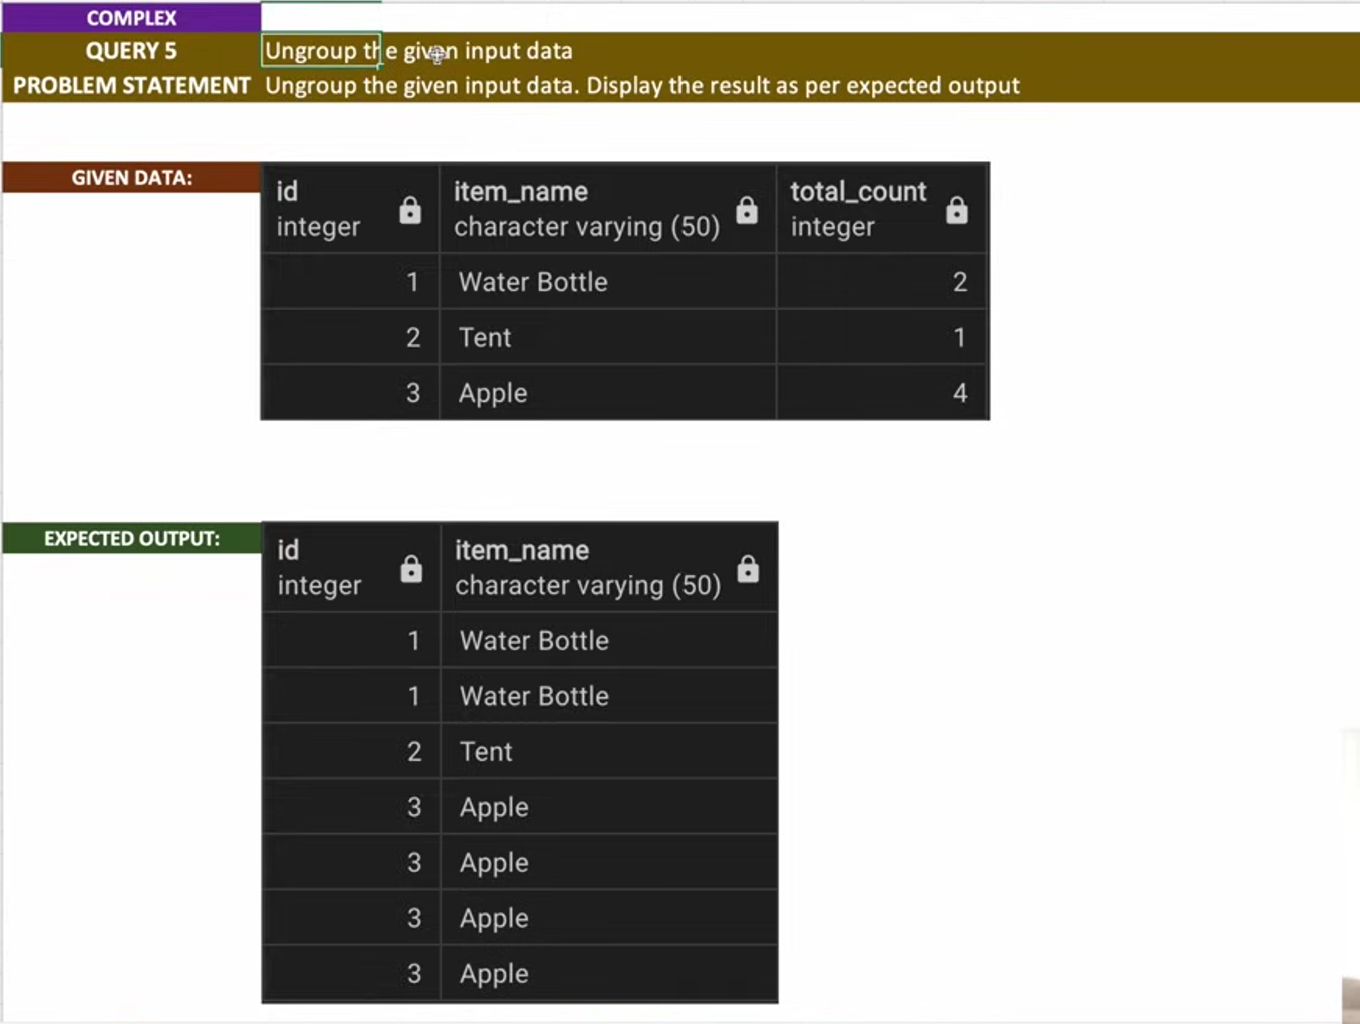 COMPLEX
QUERY 5 Ungroup the given input data
PROBLEM STATEMENT Ungroup the given input data. Display the result as per expected output
GIVEN DATA:
id item_name total_count
integer character varying (50) integer
1 Water Bottle 2
2 Tent 1
3 Apple 4
EXPECTED OUTPUT:
id item_name
integer character varying (50)
1 Water Bottle
1 Water Bottle
2 Tent
3 Apple
3 Apple
3 Apple
3 Apple